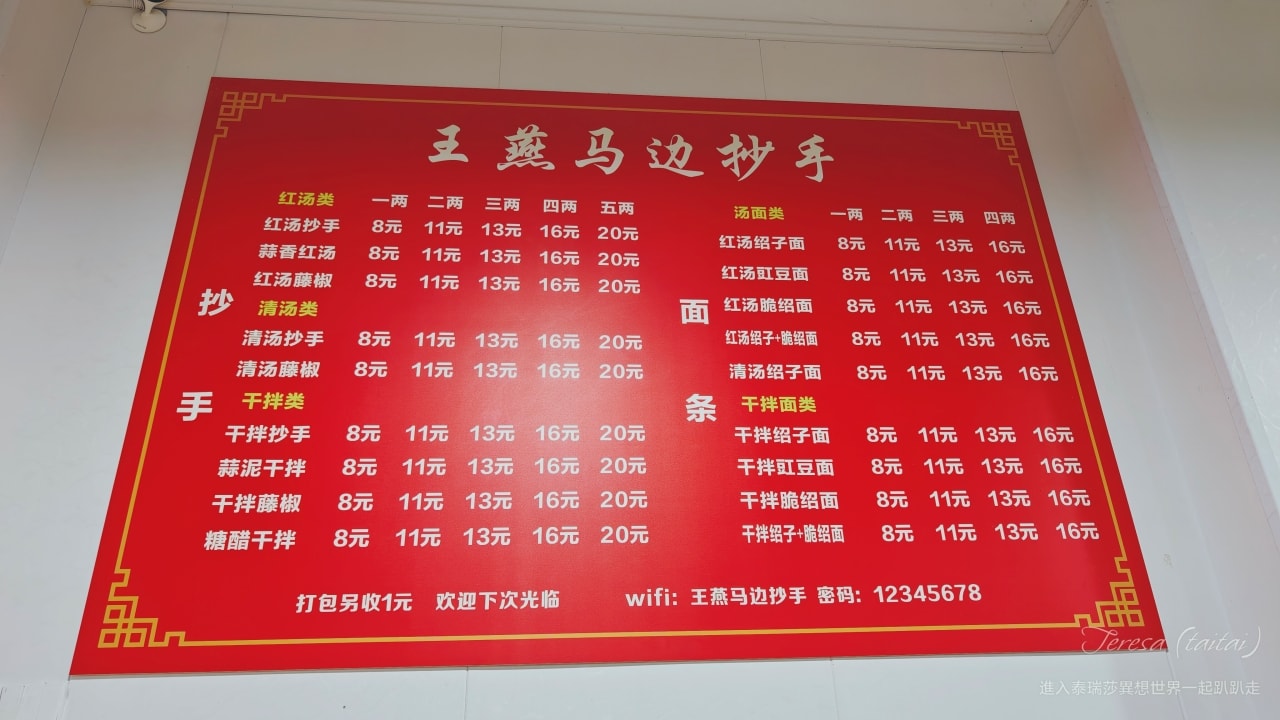 王燕马边抄手
抄手
红汤类 一两 二两 三两 四两 五两
红汤抄手 8元 11元 13元 16元 20元
蒜香红汤 8元 11元 13元 16元 20元
红汤藤椒 8元 11元 13元 16元 20元
清汤类
清汤抄手 8元 11元 13元 16元 20元
清汤藤椒 8元 11元 13元 16元 20元
干拌类
干拌抄手 8元 11元 13元 16元 20元
蒜泥干拌 8元 11元 13元 16元 20元
干拌藤椒 8元 11元 13元 16元 20元
糖醋干拌 8元 11元 13元 16元 20元
面条
汤面类 一两 二两 三两 四两
红汤绍子面 8元 11元 13元 16元
红汤豇豆面 8元 11元 13元 16元
红汤脆绍面 8元 11元 13元 16元
红汤绍子+脆绍面 8元 11元 13元 16元
清汤绍子面 8元 11元 13元 16元
干拌面类
干拌绍子面 8元 11元 13元 16元
干拌豇豆面 8元 11元 13元 16元
干拌脆绍面 8元 11元 13元 16元
干拌绍子+脆绍面 8元 11元 13元 16元
打包另收1元 欢迎下次光临 wifi: 王燕马边抄手 密码: 12345678
Teresa (taitai)
進入泰瑞莎異想世界一起趴趴走